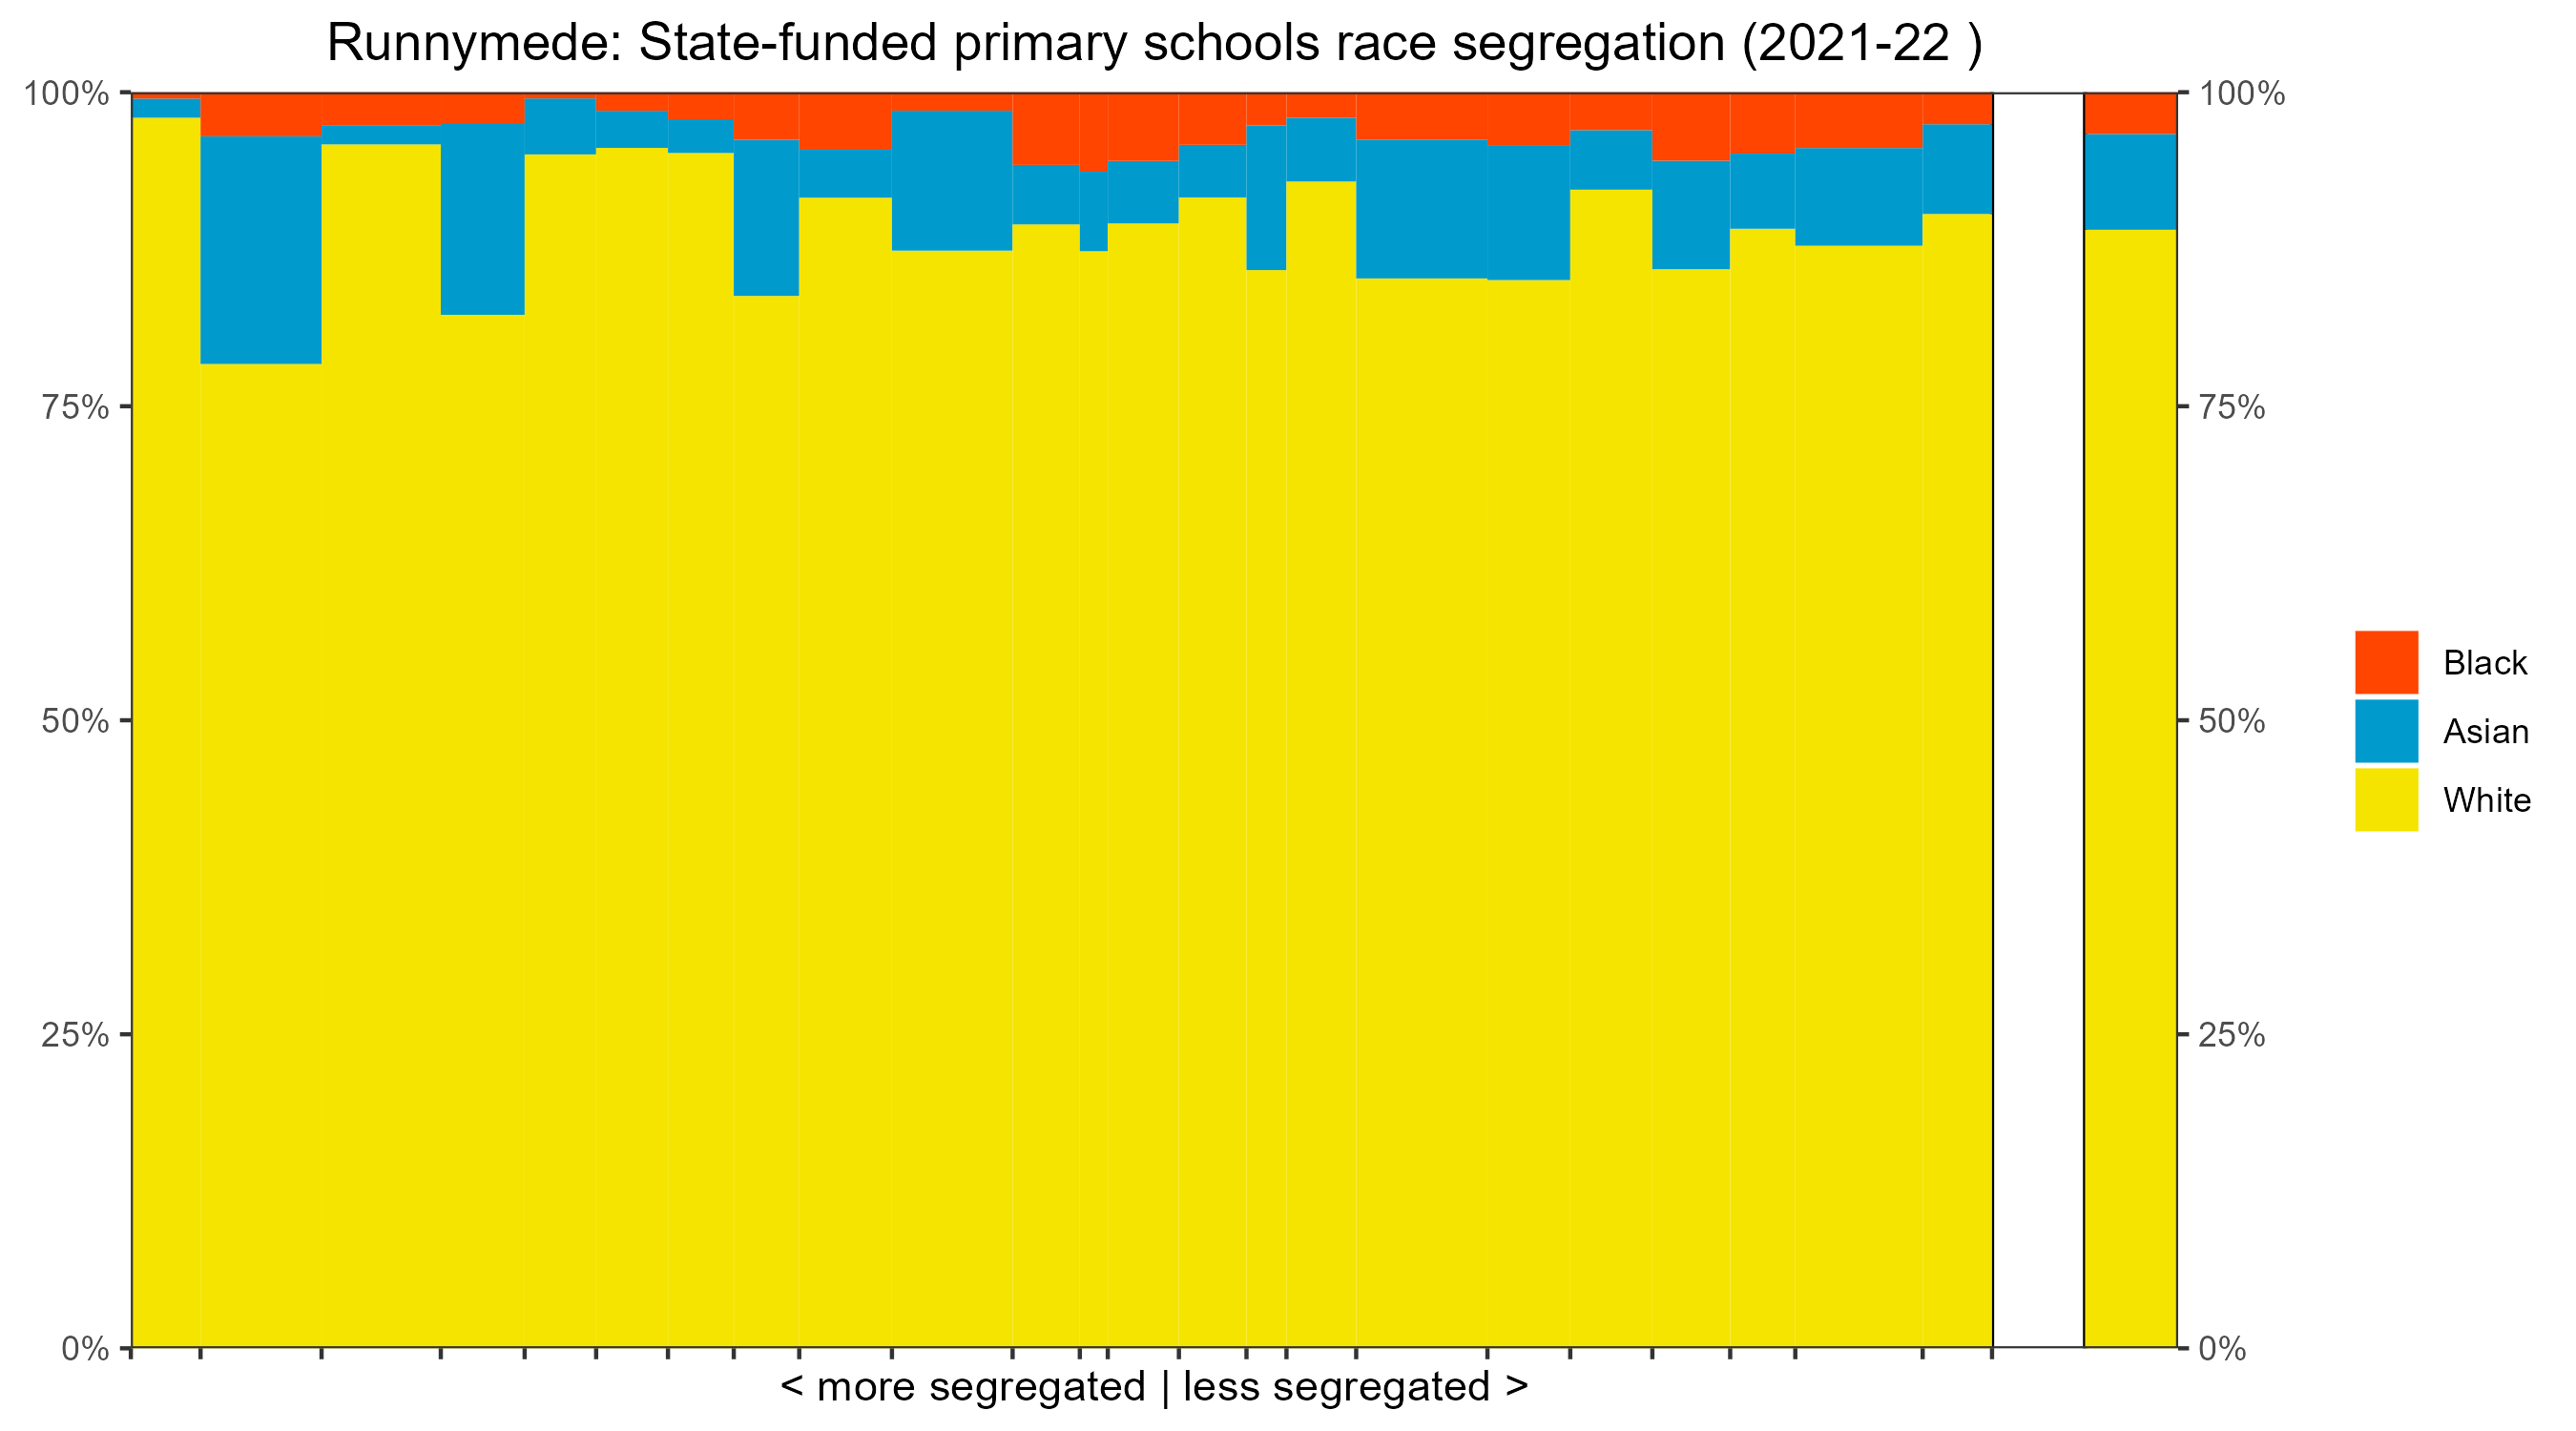 Runnymede: State-funded primary schools race segregation (2021-22 )
100%
100%
75%
75%
50%
50%
25%
25%
0%
0%
Black
Asian
White
< more segregated | less segregated >